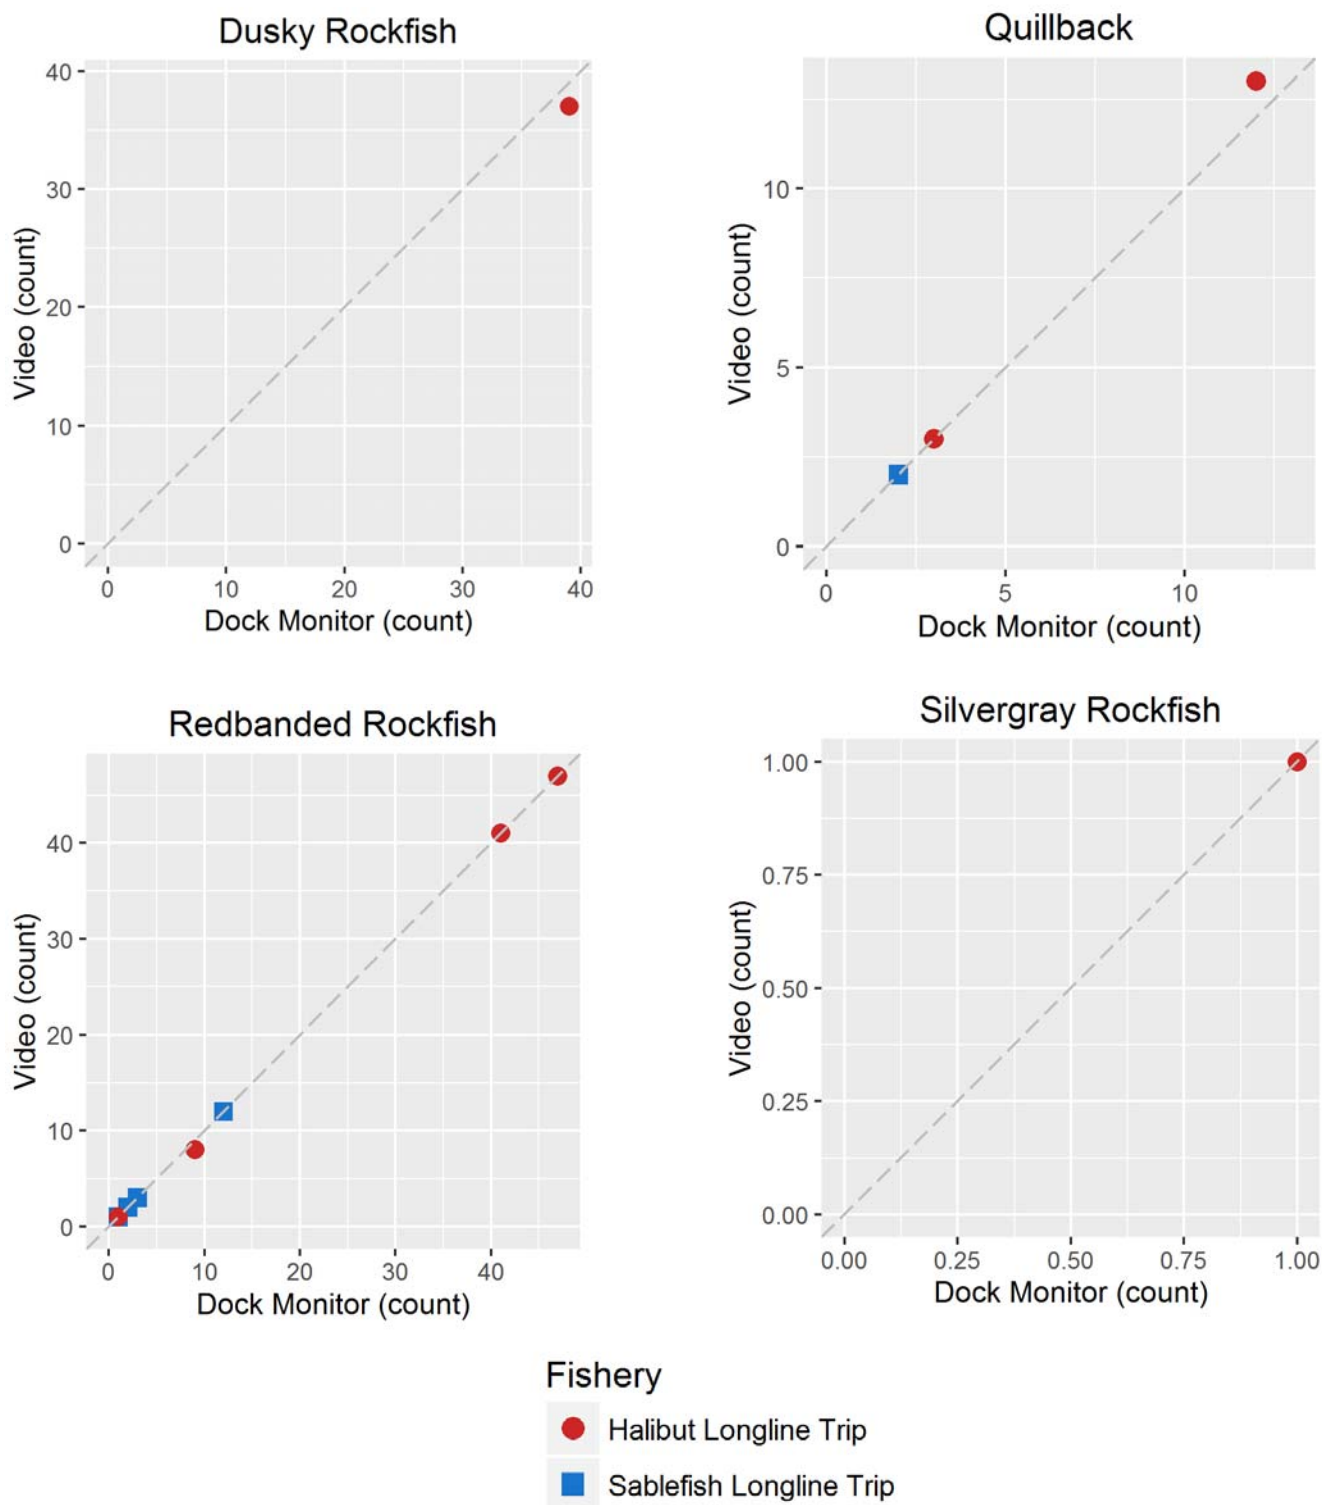 Dusky Rockfish
40
30
20
10
0
Video (count)
0 10 20 30 40
Dock Monitor (count)
Quillback
10
5
0
Video (count)
0 5 10
Dock Monitor (count)
Redbanded Rockfish
40
30
20
10
0
Video (count)
0 10 20 30 40
Dock Monitor (count)
Silvergray Rockfish
1.00
0.75
0.50
0.25
0.00
Video (count)
0.00 0.25 0.50 0.75 1.00
Dock Monitor (count)
Fishery
Halibut Longline Trip
Sablefish Longline Trip